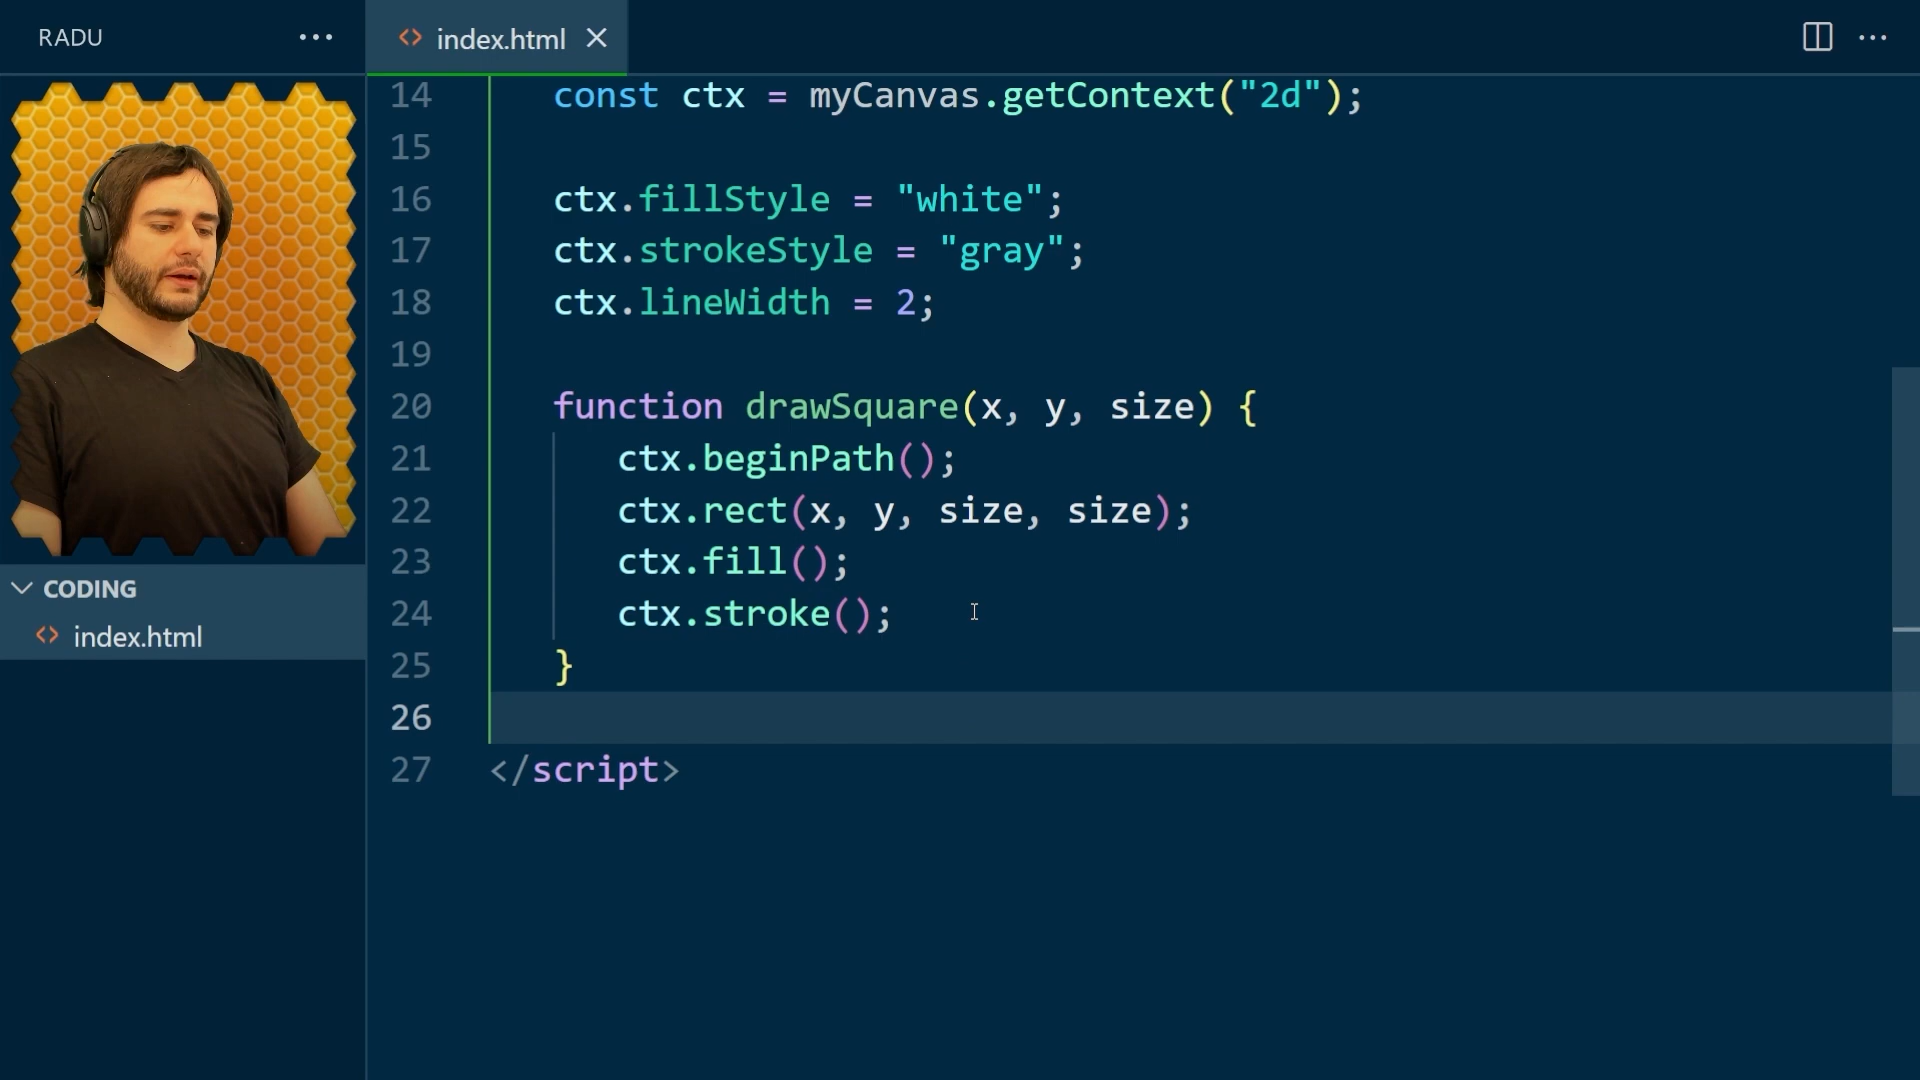 RADU
index.html
14 const ctx = myCanvas.getContext("2d");
15
16 ctx.fillStyle = "white";
17 ctx.strokeStyle = "gray";
18 ctx.lineWidth = 2;
19
20 function drawSquare(x, y, size) {
21 ctx.beginPath();
22 ctx.rect(x, y, size, size);
23 ctx.fill();
24 ctx.stroke();
25 }
26
27 </script>
CODING
index.html